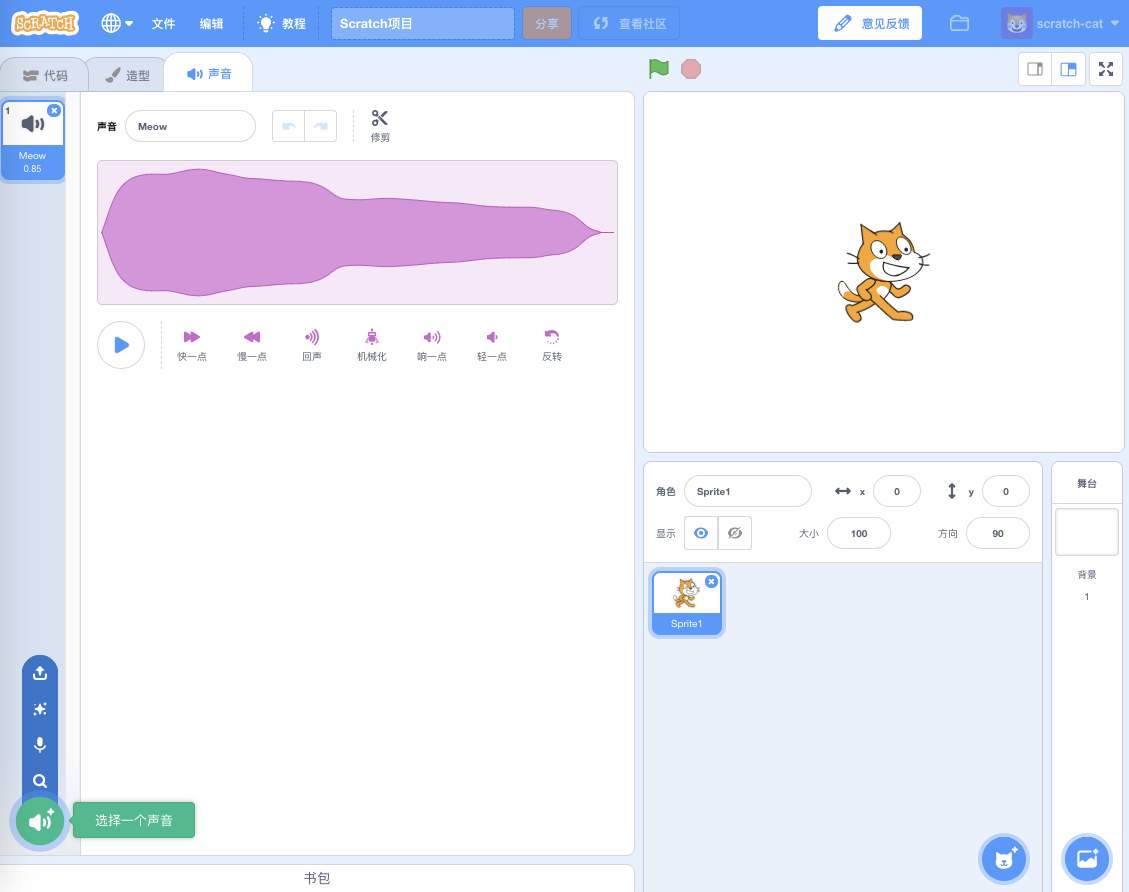 SCRATCH
文件
编辑
教程
Scratch项目
分享
查看社区
意见反馈
scratch-cat
代码
造型
声音
1
Meow
0.85
声音
Meow
修剪
快一点
慢一点
回声
机械化
响一点
轻一点
反转
选择一个声音
书包
角色
Sprite1
x
0
y
0
显示
大小
100
方向
90
Sprite1
舞台
背景
1